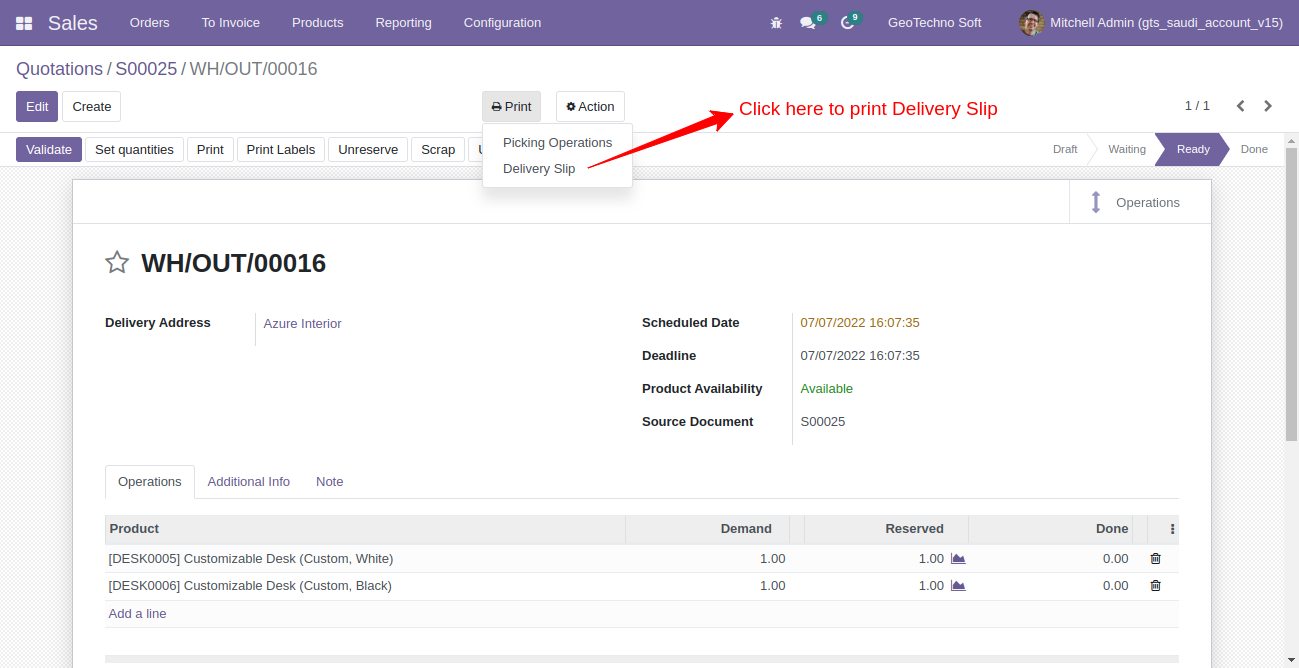 Sales Orders To Invoice Products Reporting Configuration 6 9 GeoTechno Soft Mitchell Admin (gts_saudi_account_v15)
Quotations / S00025 / WH/OUT/00016
Edit Create Print Action Click here to print Delivery Slip 1 / 1
Picking Operations
Delivery Slip
Validate Set quantities Print Print Labels Unreserve Scrap Draft Waiting Ready Done
Operations
WH/OUT/00016
Delivery Address Azure Interior Scheduled Date 07/07/2022 16:07:35
Deadline 07/07/2022 16:07:35
Product Availability Available
Source Document S00025
Operations Additional Info Note
Product Demand Reserved Done
[DESK0005] Customizable Desk (Custom, White) 1.00 1.00 0.00
[DESK0006] Customizable Desk (Custom, Black) 1.00 1.00 0.00
Add a line